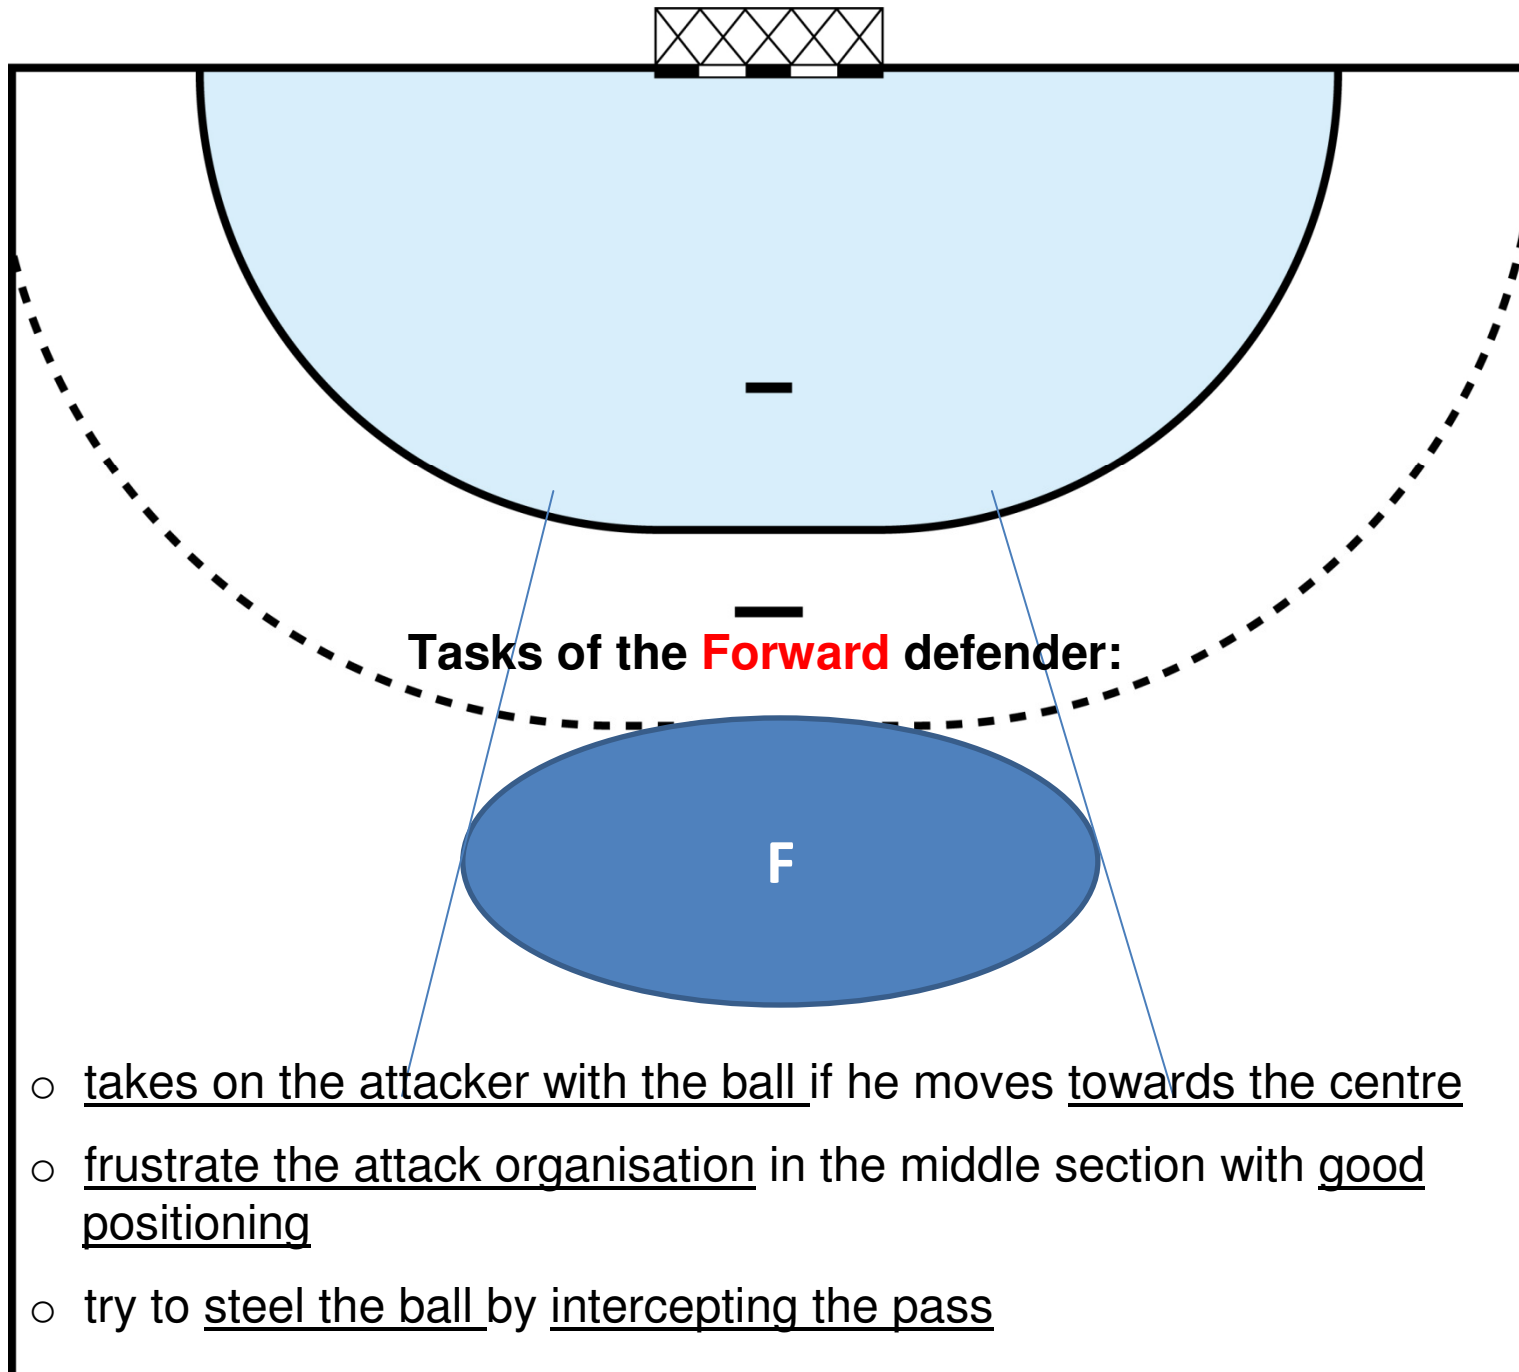 Tasks of the Forward defender:
F
○ takes on the attacker with the ball if he moves towards the centre
○ frustrate the attack organisation in the middle section with good
positioning
○ try to steel the ball by intercepting the pass